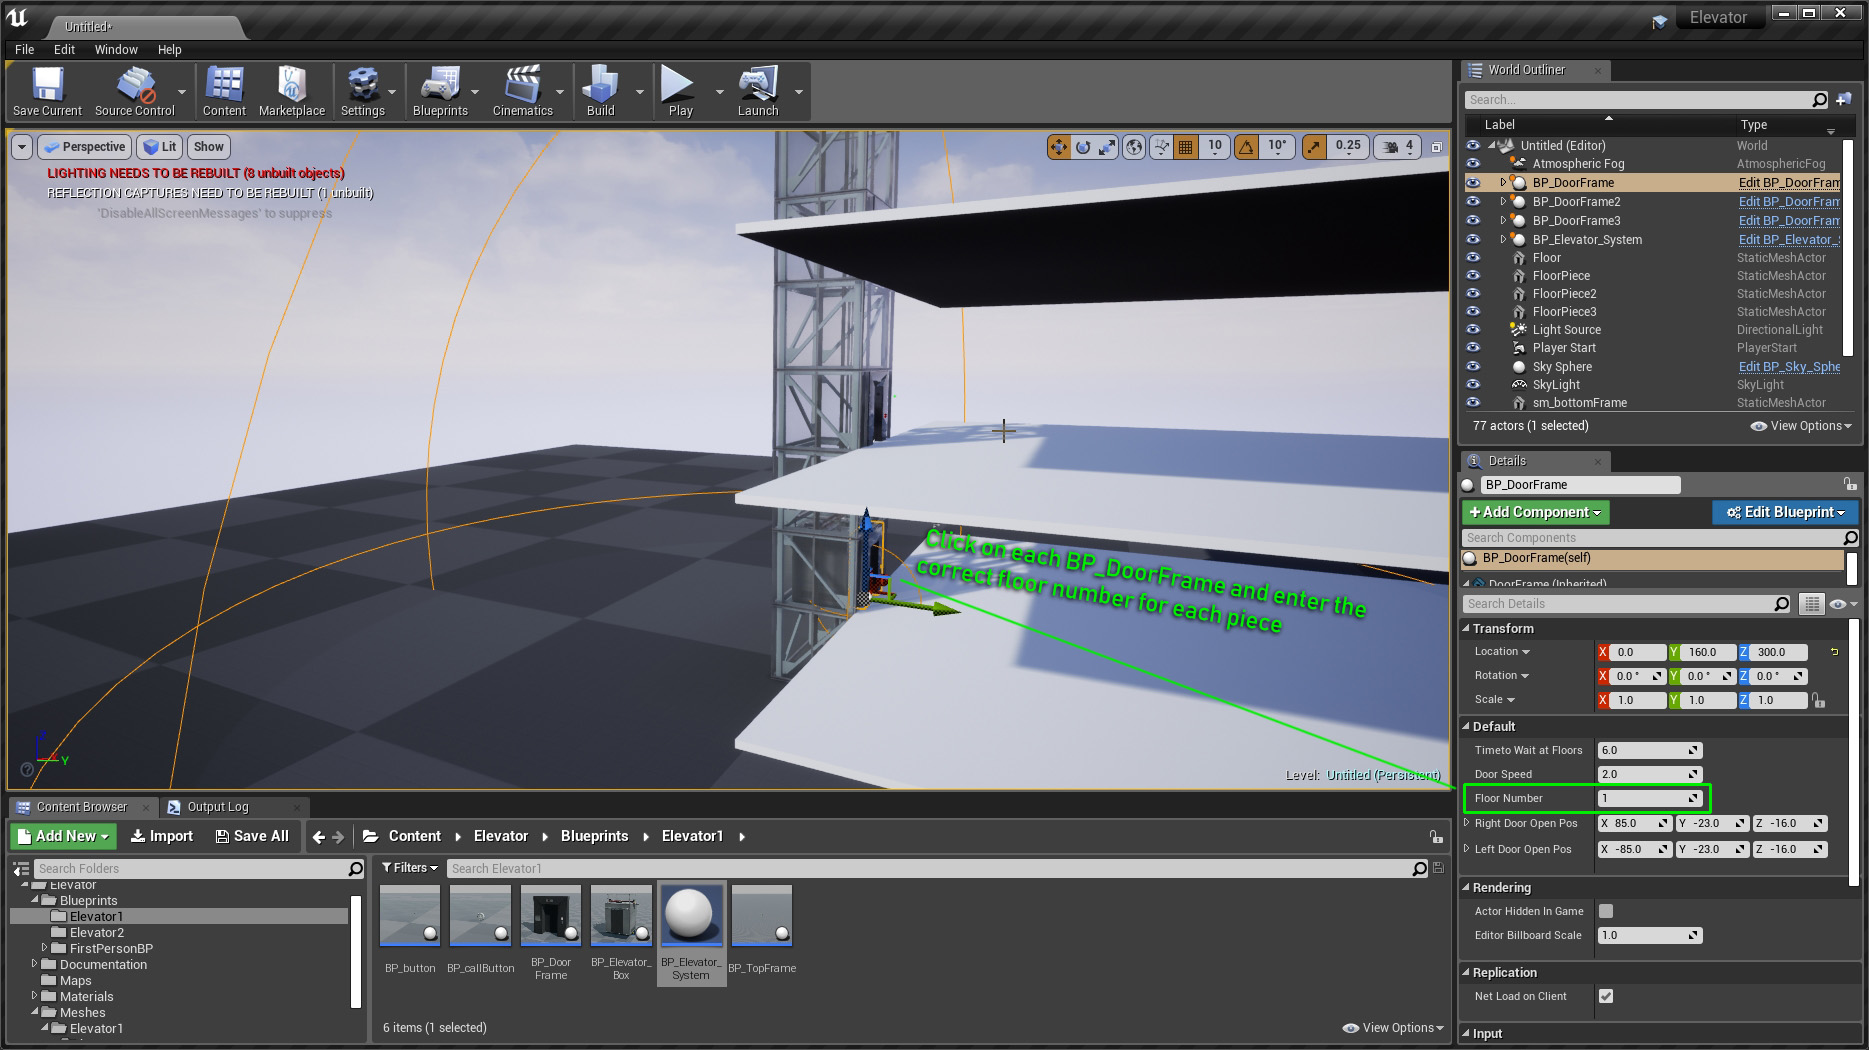 Untitled*
Elevator
File Edit Window Help
Save Current
Source Control
Content
Marketplace
Settings
Blueprints
Cinematics
Build
Play
Launch
Perspective
Lit
Show
10
10°
0.25
4
LIGHTING NEEDS TO BE REBUILT (8 unbuilt objects)
REFLECTION CAPTURES NEED TO BE REBUILT (1 unbuilt)
'DisableAllScreenMessages' to suppress
Click on each BP_DoorFrame and enter the
correct floor number for each piece
Z
Y
Level: Untitled (Persistent)
World Outliner
Search...
Label Type
Untitled (Editor) World
Atmospheric Fog AtmosphericFog
BP_DoorFrame Edit BP_DoorFram
BP_DoorFrame2 Edit BP_DoorFram
BP_DoorFrame3 Edit BP_DoorFram
BP_Elevator_System Edit BP_Elevator_S
Floor StaticMeshActor
FloorPiece StaticMeshActor
FloorPiece2 StaticMeshActor
FloorPiece3 StaticMeshActor
Light Source DirectionalLight
Player Start PlayerStart
Sky Sphere Edit BP_Sky_Sphe
SkyLight SkyLight
sm_bottomFrame StaticMeshActor
77 actors (1 selected)
View Options
Details
BP_DoorFrame
+Add Component
Edit Blueprint
Search Components
BP_DoorFrame(self)
DoorFrame (Inherited)
Search Details
Transform
Location X 0.0 Y 160.0 Z 300.0
Rotation X 0.0 ° Y 0.0 ° Z 0.0 °
Scale X 1.0 Y 1.0 Z 1.0
Default
Timeto Wait at Floors 6.0
Door Speed 2.0
Floor Number 1
Right Door Open Pos X 85.0 Y -23.0 Z -16.0
Left Door Open Pos X -85.0 Y -23.0 Z -16.0
Rendering
Actor Hidden In Game
Editor Billboard Scale 1.0
Replication
Net Load on Client
Input
Content Browser
Output Log
Add New
Import
Save All
Content
Elevator
Blueprints
Elevator1
Search Folders
Elevator
Blueprints
Elevator1
Elevator2
FirstPersonBP
Documentation
Maps
Materials
Meshes
Elevator1
Filters
Search Elevator1
BP_button
BP_callButton
BP_Door
Frame
BP_Elevator_
Box
BP_Elevator_
System
BP_TopFrame
6 items (1 selected)
View Options